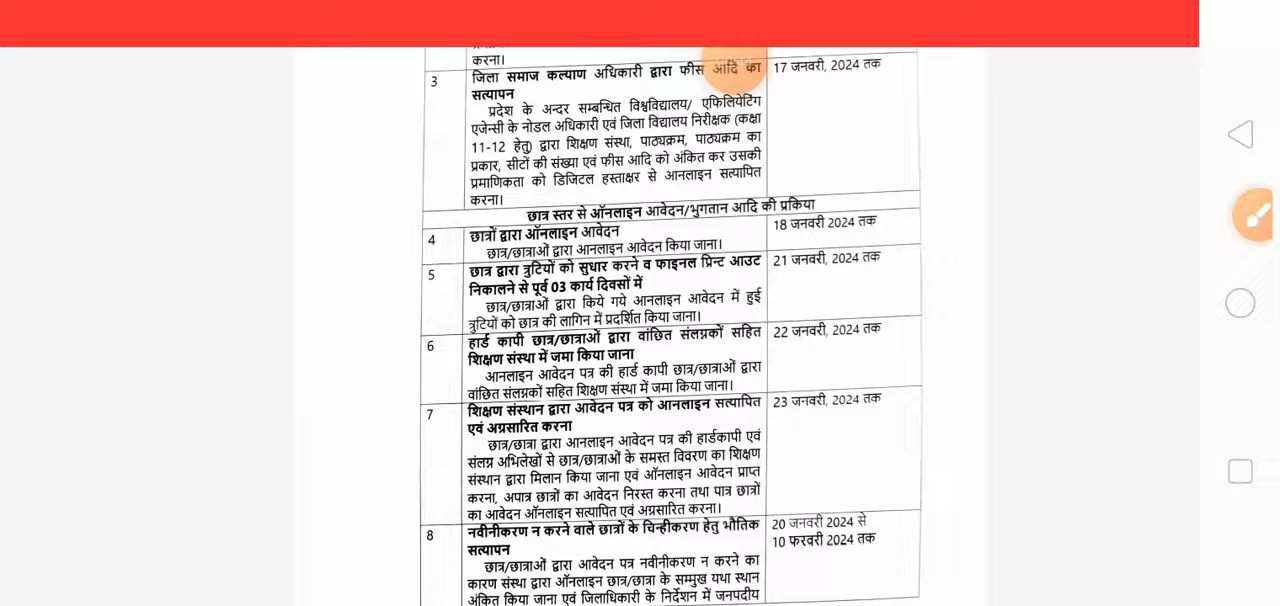 करना।
3
जिला समाज कल्याण अधिकारी द्वारा फीस आदि का
सत्यापन
17 जनवरी, 2024 तक
प्रदेश के अन्दर सम्बन्धित विश्वविद्यालय/ एफिलियेटिंग
एजेन्सी के नोडल अधिकारी एवं जिला विद्यालय निरीक्षक (कक्षा
11-12 हेतु) द्वारा शिक्षण संस्था, पाठ्यक्रम, पाठ्यक्रम का
प्रकार, सीटों की संख्या एवं फीस आदि को अंकित कर उसकी
प्रमाणिकता को डिजिटल हस्ताक्षर से आनलाइन सत्यापित
करना।
छात्र स्तर से ऑनलाइन आवेदन/भुगतान आदि की प्रकिया
4
छात्रों द्वारा ऑनलाइन आवेदन
18 जनवरी 2024 तक
छात्र/छात्राओं द्वारा आनलाइन आवेदन किया जाना।
5
छात्र द्वारा त्रुटियों को सुधार करने व फाइनल प्रिन्ट आउट
निकालने से पूर्व 03 कार्य दिवसों में
21 जनवरी, 2024 तक
छात्र/छात्राओं द्वारा किये गये आनलाइन आवेदन में हुई
त्रुटियों को छात्र की लागिन में प्रदर्शित किया जाना।
6
हार्ड कापी छात्र/छात्राओं द्वारा वांछित संलग्नकों सहित
शिक्षण संस्था में जमा किया जाना
22 जनवरी, 2024 तक
आनलाइन आवेदन पत्र की हार्ड कापी छात्र/छात्राओं द्वारा
वांछित संलग्नकों सहित शिक्षण संस्था में जमा किया जाना।
7
शिक्षण संस्थान द्वारा आवेदन पत्र को आनलाइन सत्यापित
एवं अग्रसारित करना
23 जनवरी, 2024 तक
छात्र/छात्रा द्वारा आनलाइन आवेदन पत्र की हार्डकापी एवं
संलग्न अभिलेखों से छात्र/छात्राओं के समस्त विवरण का शिक्षण
संस्थान द्वारा मिलान किया जाना एवं ऑनलाइन आवेदन प्राप्त
करना, अपात्र छात्रों का आवेदन निरस्त करना तथा पात्र छात्रों
का आवेदन ऑनलाइन सत्यापित एवं अग्रसारित करना।
8
नवीनीकरण न करने वाले छात्रों के चिन्हीकरण हेतु भौतिक
सत्यापन
20 जनवरी 2024 से
10 फरवरी 2024 तक
छात्र/छात्राओं द्वारा आवेदन पत्र नवीनीकरण न करने का
कारण संस्था द्वारा ऑनलाइन छात्र/छात्रा के सम्मुख यथा स्थान
अंकित किया जाना एवं जिलाधिकारी के निर्देशन में जनपदीय